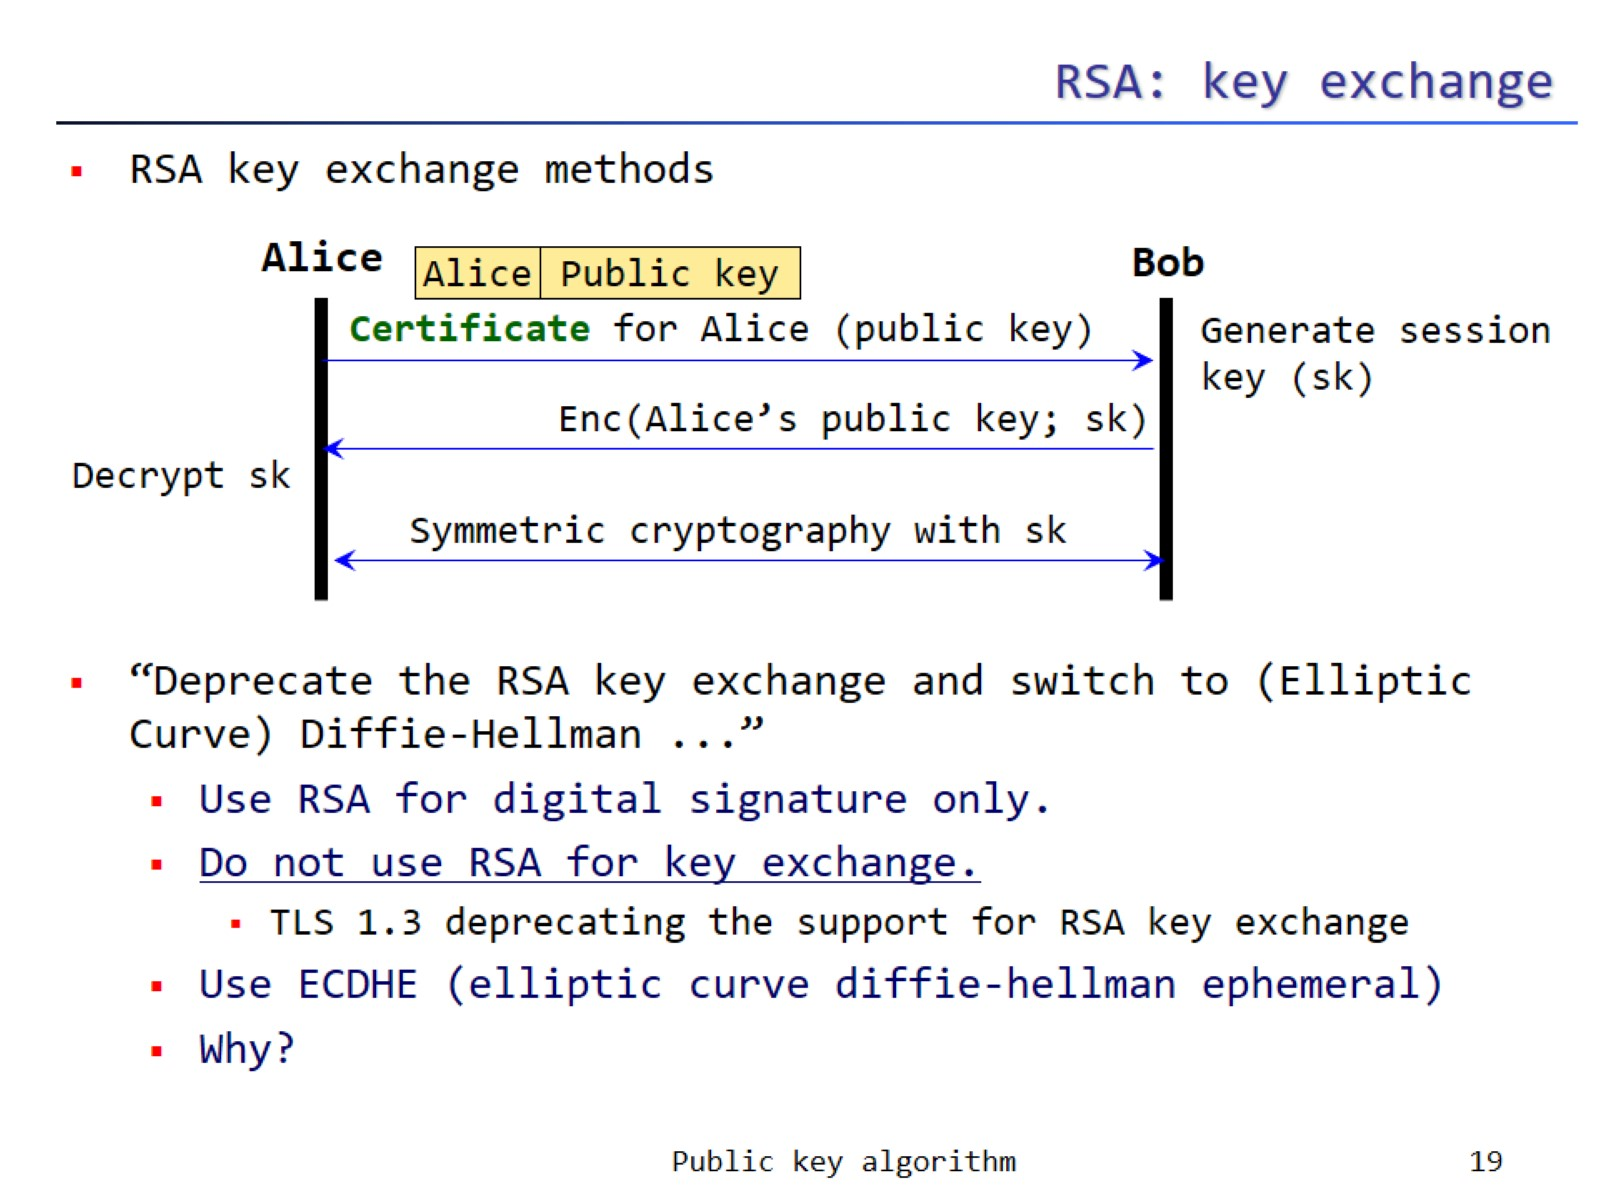 RSA: key exchange
▪ RSA key exchange methods
Alice
Alice Public key
Bob
Certificate for Alice (public key)
Generate session
key (sk)
Enc(Alice’s public key; sk)
Decrypt sk
Symmetric cryptography with sk
▪ “Deprecate the RSA key exchange and switch to (Elliptic
Curve) Diffie-Hellman ...”
▪ Use RSA for digital signature only.
▪ Do not use RSA for key exchange.
▪ TLS 1.3 deprecating the support for RSA key exchange
▪ Use ECDHE (elliptic curve diffie-hellman ephemeral)
▪ Why?
Public key algorithm
19